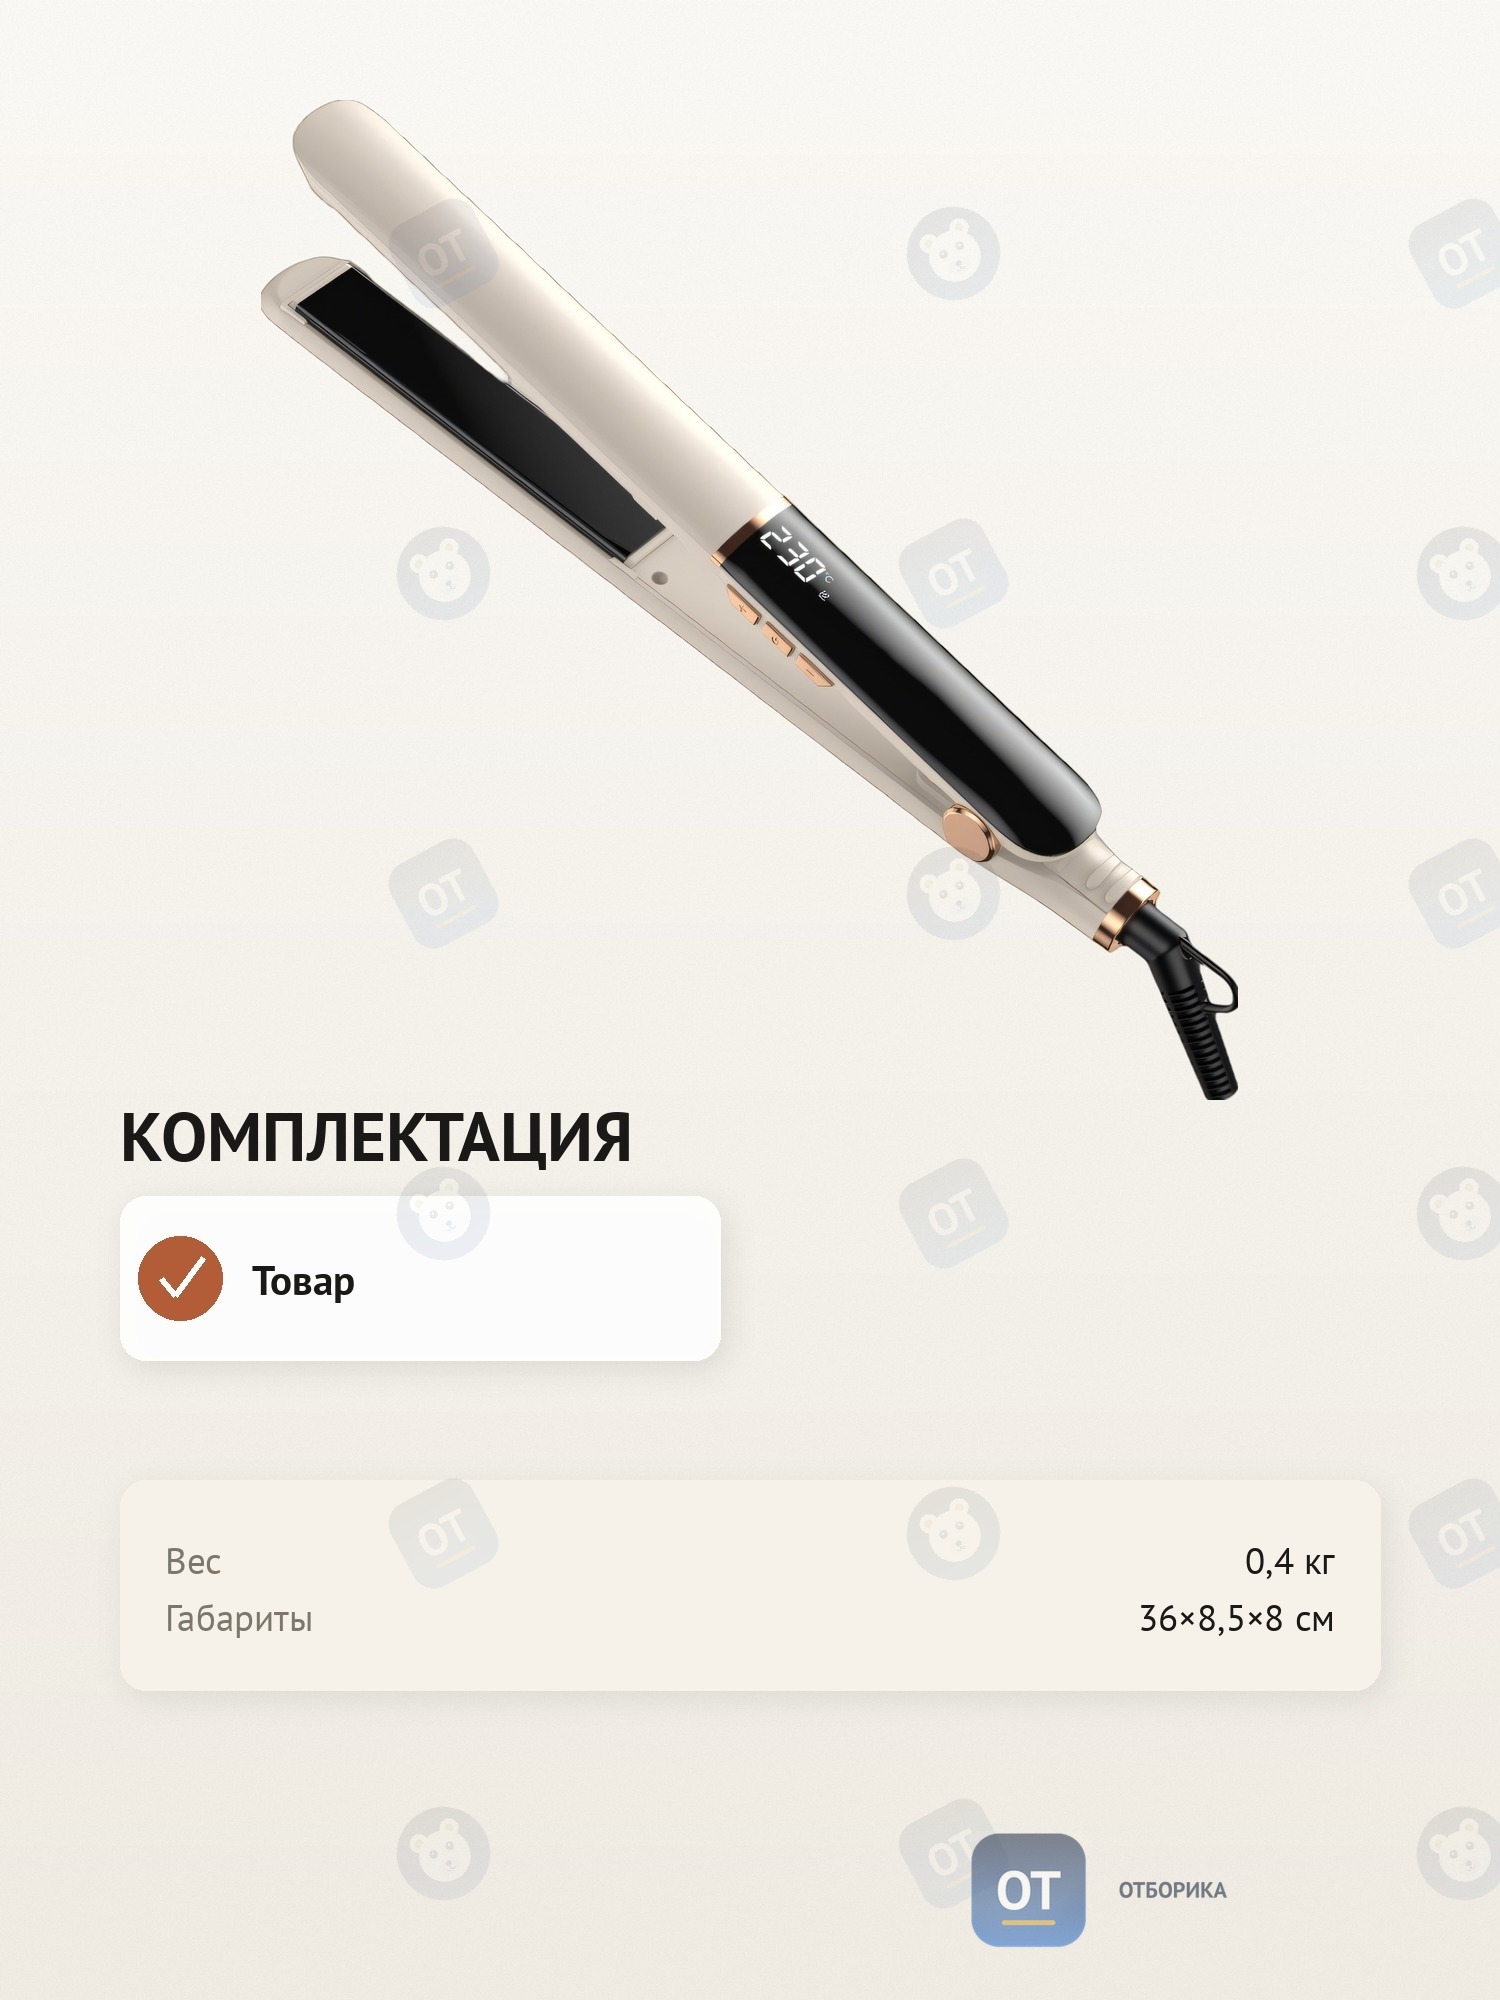 230 °C
КОМПЛЕКТАЦИЯ
Товар
Вес 0,4 кг
Габариты 36×8,5×8 см
ОТ ОТБОРИКА